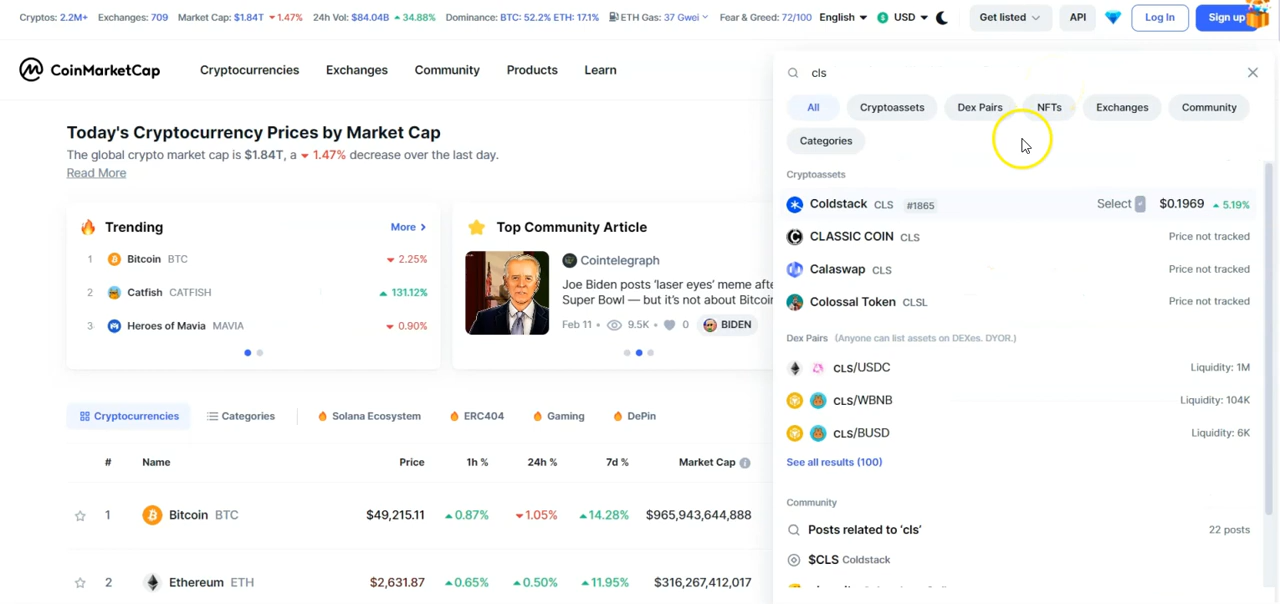 Cryptos: 2.2M+ Exchanges: 709 Market Cap: $1.84T 1.47% 24h Vol: $84.04B 34.88% Dominance: BTC: 52.2% ETH: 17.1% ETH Gas: 37 Gwei Fear & Greed: 72/100 English USD Get listed API Log In Sign up
CoinMarketCap Cryptocurrencies Exchanges Community Products Learn
Today's Cryptocurrency Prices by Market Cap
The global crypto market cap is $1.84T, a 1.47% decrease over the last day.
Read More
Trending More
1 Bitcoin BTC 2.25%
2 Catfish CATFISH 131.12%
3 Heroes of Mavia MAVIA 0.90%
Top Community Article
Cointelegraph
Joe Biden posts 'laser eyes' meme after
Super Bowl — but it's not about Bitcoin
Feb 11 • 9.5K • 0 BIDEN
Cryptocurrencies Categories Solana Ecosystem ERC404 Gaming DePin
# Name Price 1h % 24h % 7d % Market Cap
1 Bitcoin BTC $49,215.11 0.87% 1.05% 14.28% $965,943,644,888
2 Ethereum ETH $2,631.87 0.65% 0.50% 11.95% $316,267,412,017
cls
All Cryptoassets Dex Pairs NFTs Exchanges Community
Categories
Cryptoassets
Coldstack CLS #1865 Select $0.1969 5.19%
CLASSIC COIN CLS Price not tracked
Calaswap CLS Price not tracked
Colossal Token CLSL Price not tracked
Dex Pairs (Anyone can list assets on DEXes. DYOR.)
CLS/USDC Liquidity: 1M
CLS/WBNB Liquidity: 104K
CLS/BUSD Liquidity: 6K
See all results (100)
Community
Posts related to 'cls' 22 posts
$CLS Coldstack